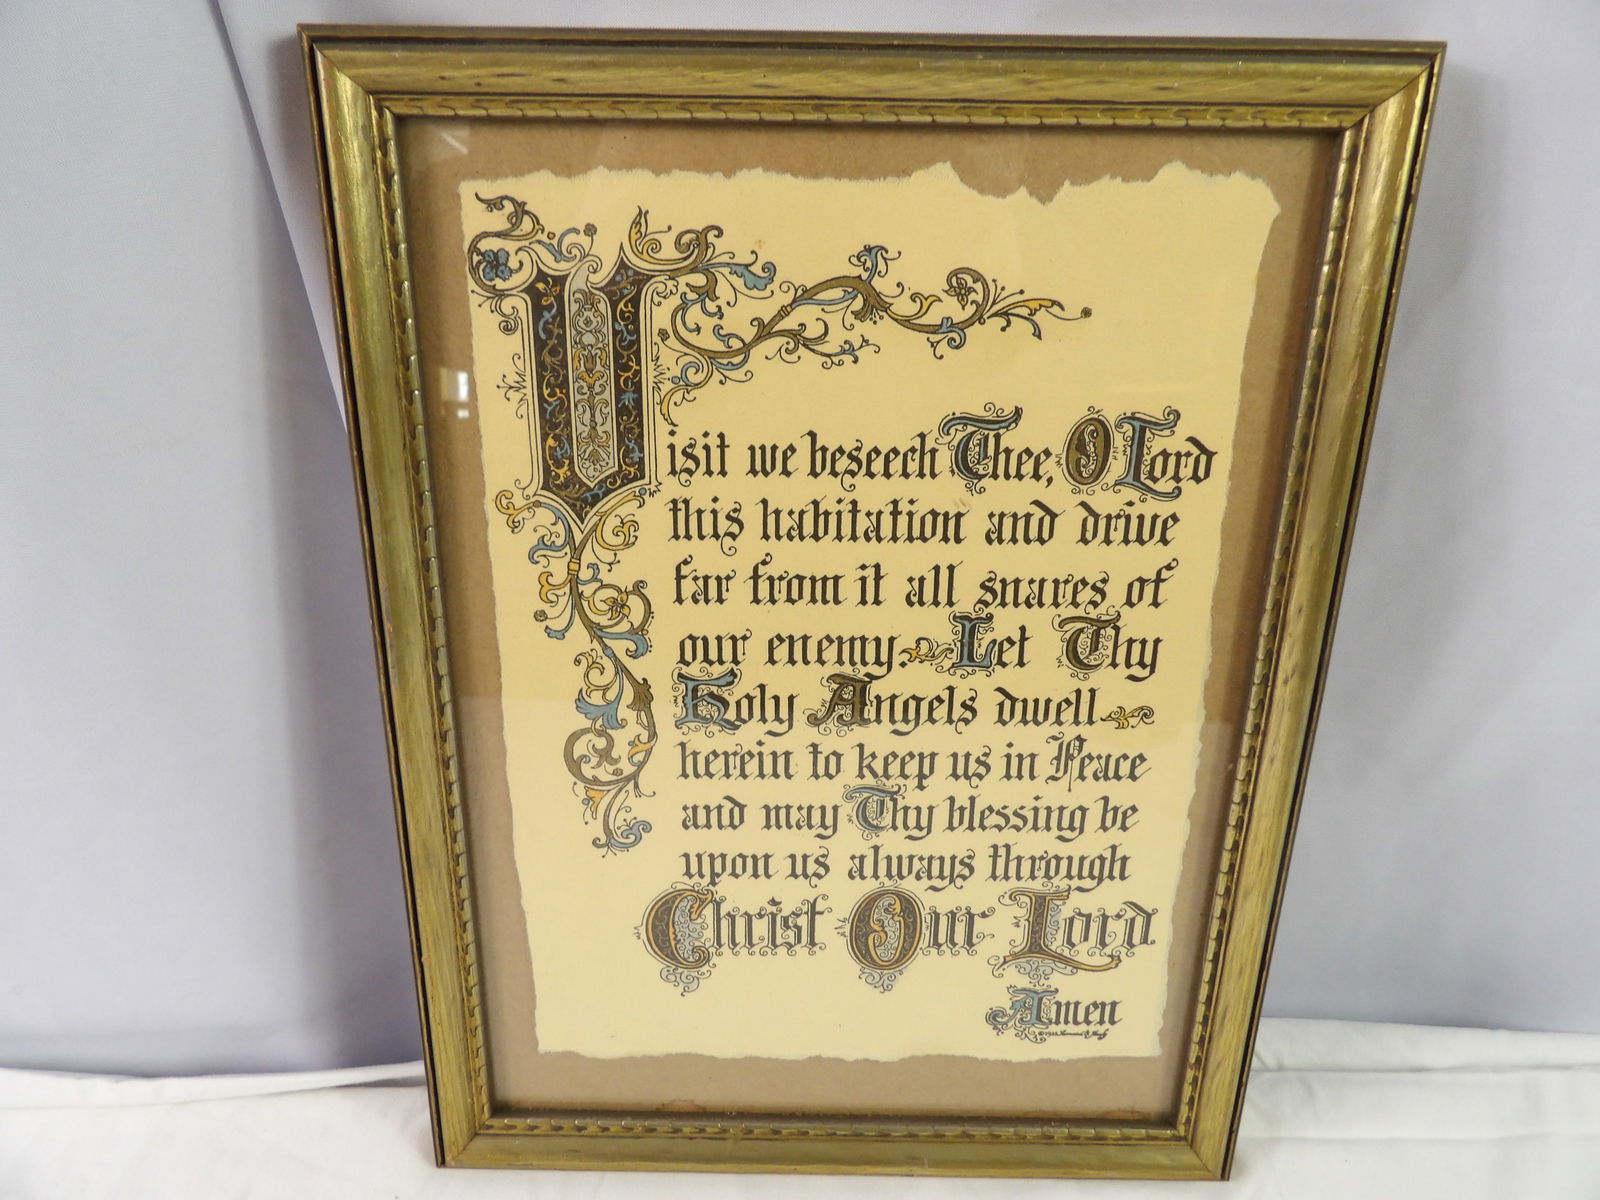 Visit we beseech Thee, O Lord
this habitation and drive
far from it all snares of
our enemy. Let Thy
Holy Angels dwell
herein to keep us in Peace
and may Thy blessing be
upon us always through
Christ Our Lord
Amen